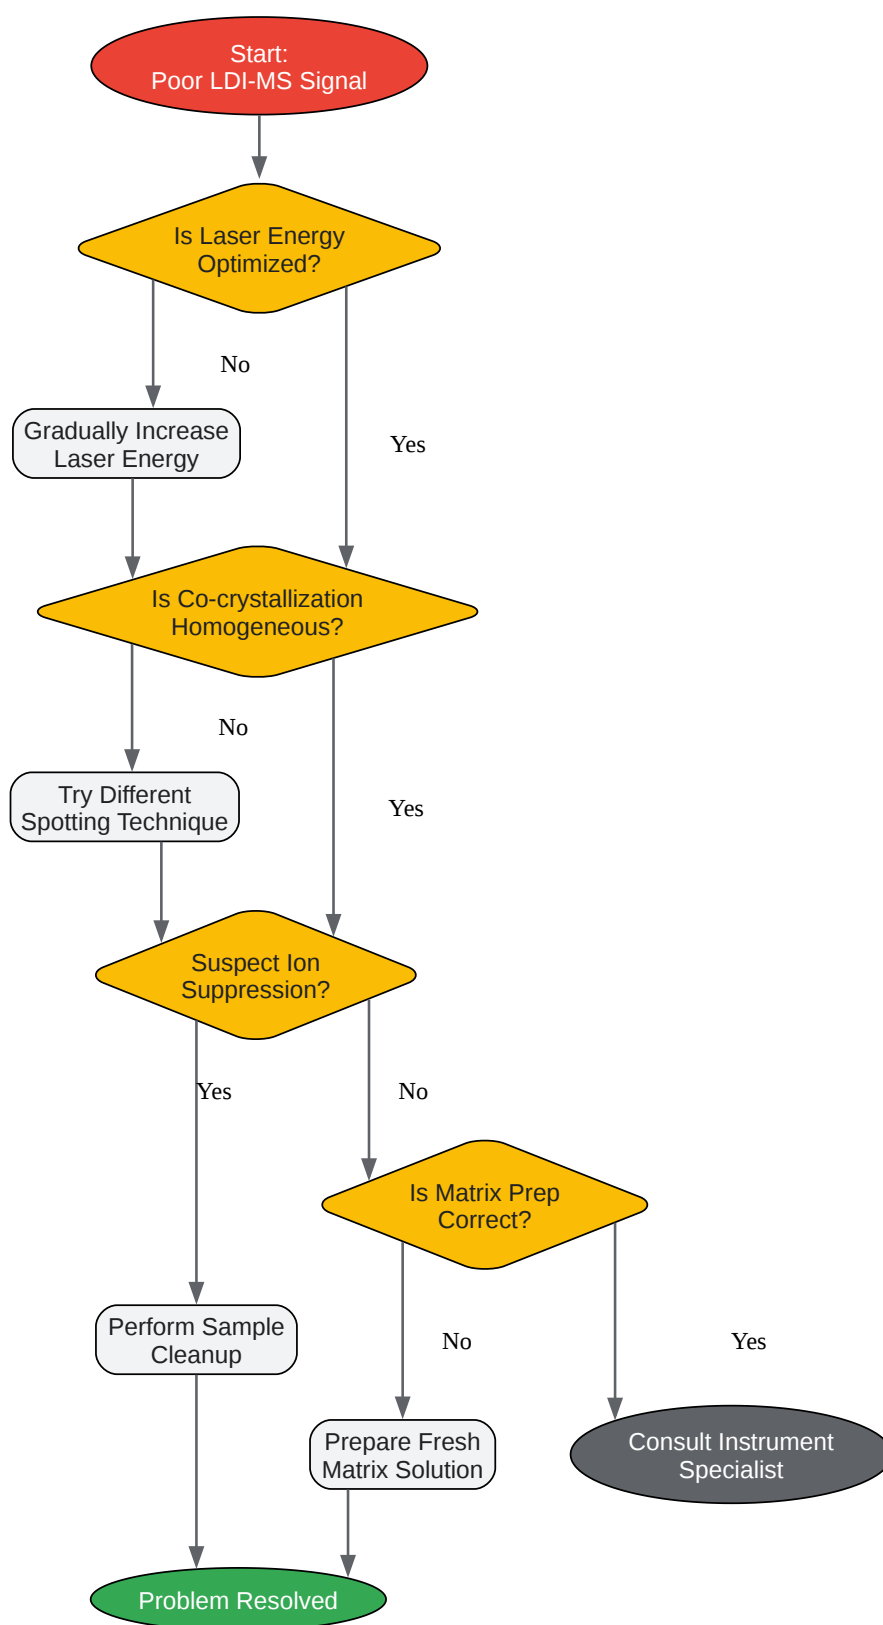 Start:
Poor LDI-MS Signal
Is Laser Energy
Optimized?
No
Gradually Increase
Laser Energy
Yes
Is Co-crystallization
Homogeneous?
No
Try Different
Spotting Technique
Yes
Suspect Ion
Suppression?
Yes
No
Is Matrix Prep
Correct?
Perform Sample
Cleanup
No
Yes
Prepare Fresh
Matrix Solution
Consult Instrument
Specialist
Problem Resolved